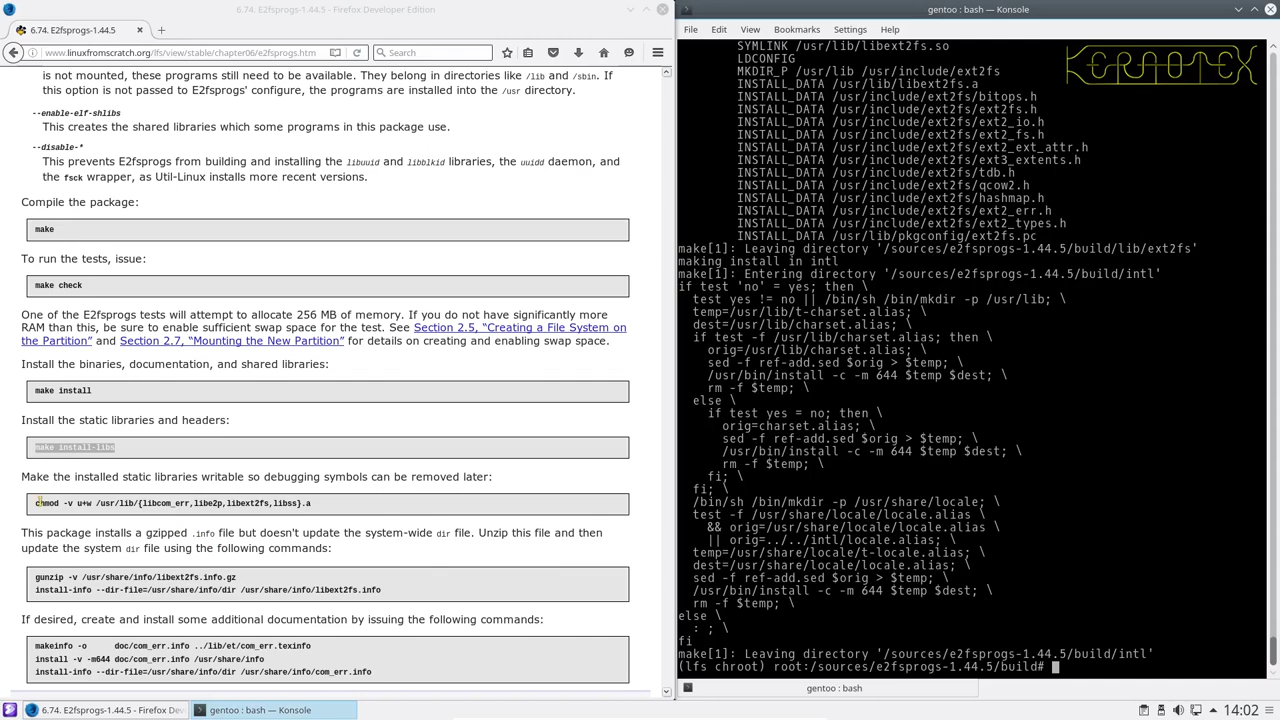 6.74. E2fsprogs-1.44.5 - Firefox Developer Edition
6.74. E2fsprogs-1.44.5
www.linuxfromscratch.org/lfs/view/stable/chapter06/e2fsprogs.htm
Search
is not mounted, these programs still need to be available. They belong in directories like /lib and /sbin. If
this option is not passed to E2fsprogs' configure, the programs are installed into the /usr directory.
--enable-elf-shlibs
This creates the shared libraries which some programs in this package use.
--disable-*
This prevents E2fsprogs from building and installing the libuuid and libblkid libraries, the uuidd daemon, and
the fsck wrapper, as Util-Linux installs more recent versions.
Compile the package:
make
To run the tests, issue:
make check
One of the E2fsprogs tests will attempt to allocate 256 MB of memory. If you do not have significantly more
RAM than this, be sure to enable sufficient swap space for the test. See Section 2.5, “Creating a File System on
the Partition” and Section 2.7, “Mounting the New Partition” for details on creating and enabling swap space.
Install the binaries, documentation, and shared libraries:
make install
Install the static libraries and headers:
make install-libs
Make the installed static libraries writable so debugging symbols can be removed later:
chmod -v u+w /usr/lib/{libcom_err,libe2p,libext2fs,libss}.a
This package installs a gzipped .info file but doesn't update the system-wide dir file. Unzip this file and then
update the system dir file using the following commands:
gunzip -v /usr/share/info/libext2fs.info.gz
install-info --dir-file=/usr/share/info/dir /usr/share/info/libext2fs.info
If desired, create and install some additional documentation by issuing the following commands:
makeinfo -o      doc/com_err.info ../lib/et/com_err.texinfo
install -v -m644 doc/com_err.info /usr/share/info
install-info --dir-file=/usr/share/info/dir /usr/share/info/com_err.info
gentoo : bash — Konsole
File Edit View Bookmarks Settings Help
KERNOTEX
SYMLINK /usr/lib/libext2fs.so
LDCONFIG
MKDIR_P /usr/lib /usr/include/ext2fs
INSTALL_DATA /usr/lib/libext2fs.a
INSTALL_DATA /usr/include/ext2fs/bitops.h
INSTALL_DATA /usr/include/ext2fs/ext2fs.h
INSTALL_DATA /usr/include/ext2fs/ext2_io.h
INSTALL_DATA /usr/include/ext2fs/ext2_fs.h
INSTALL_DATA /usr/include/ext2fs/ext2_ext_attr.h
INSTALL_DATA /usr/include/ext2fs/ext3_extents.h
INSTALL_DATA /usr/include/ext2fs/tdb.h
INSTALL_DATA /usr/include/ext2fs/qcow2.h
INSTALL_DATA /usr/include/ext2fs/hashmap.h
INSTALL_DATA /usr/include/ext2fs/ext2_err.h
INSTALL_DATA /usr/include/ext2fs/ext2_types.h
INSTALL_DATA /usr/lib/pkgconfig/ext2fs.pc
make[1]: Leaving directory '/sources/e2fsprogs-1.44.5/build/lib/ext2fs'
making install in intl
make[1]: Entering directory '/sources/e2fsprogs-1.44.5/build/intl'
if test 'no' = yes; then \
test yes != no || /bin/sh /bin/mkdir -p /usr/lib; \
temp=/usr/lib/t-charset.alias; \
dest=/usr/lib/charset.alias; \
if test -f /usr/lib/charset.alias; then \
orig=/usr/lib/charset.alias; \
sed -f ref-add.sed $orig > $temp; \
/usr/bin/install -c -m 644 $temp $dest; \
rm -f $temp; \
else \
if test yes = no; then \
orig=charset.alias; \
sed -f ref-add.sed $orig > $temp; \
/usr/bin/install -c -m 644 $temp $dest; \
rm -f $temp; \
fi; \
fi; \
/bin/sh /bin/mkdir -p /usr/share/locale; \
test -f /usr/share/locale/locale.alias \
&& orig=/usr/share/locale/locale.alias \
|| orig=../../intl/locale.alias; \
temp=/usr/share/locale/t-locale.alias; \
dest=/usr/share/locale/locale.alias; \
sed -f ref-add.sed $orig > $temp; \
/usr/bin/install -c -m 644 $temp $dest; \
rm -f $temp; \
else \
: ; \
fi
make[1]: Leaving directory '/sources/e2fsprogs-1.44.5/build/intl'
(lfs chroot) root:/sources/e2fsprogs-1.44.5/build#
gentoo : bash
6.74. E2fsprogs-1.44.5 - Firefox Dev
gentoo : bash — Konsole
14:02